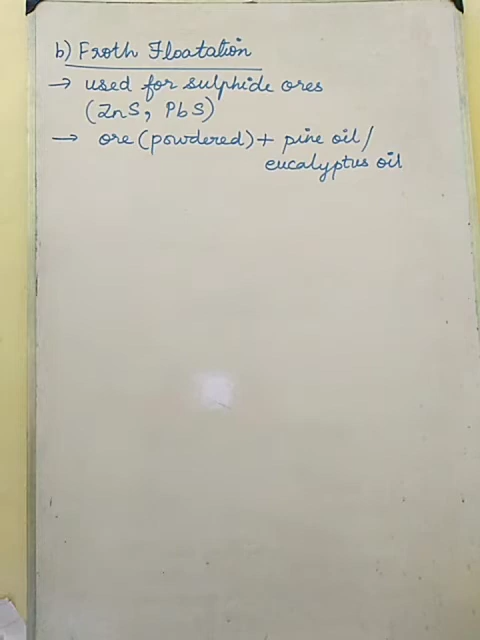 b) Froth Floatation
→ used for sulphide ores
(ZnS, PbS)
→ ore (powdered) + pine oil /
eucalyptus oil